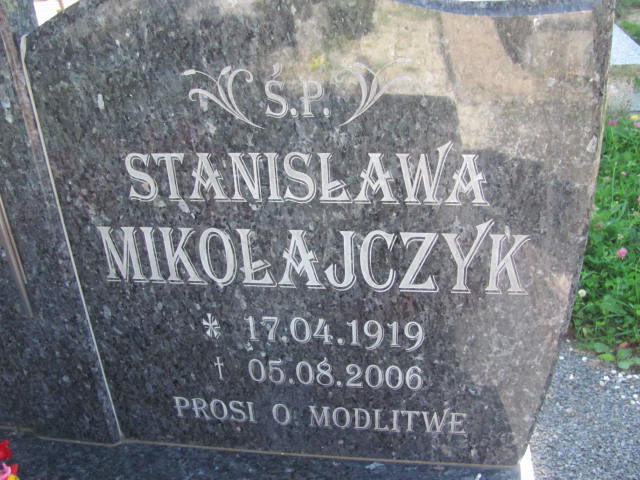 Ś.P.
STANISŁAWA
MIKOŁAJCZYK
* 17.04.1919
† 05.08.2006
PROSI O MODLITWE